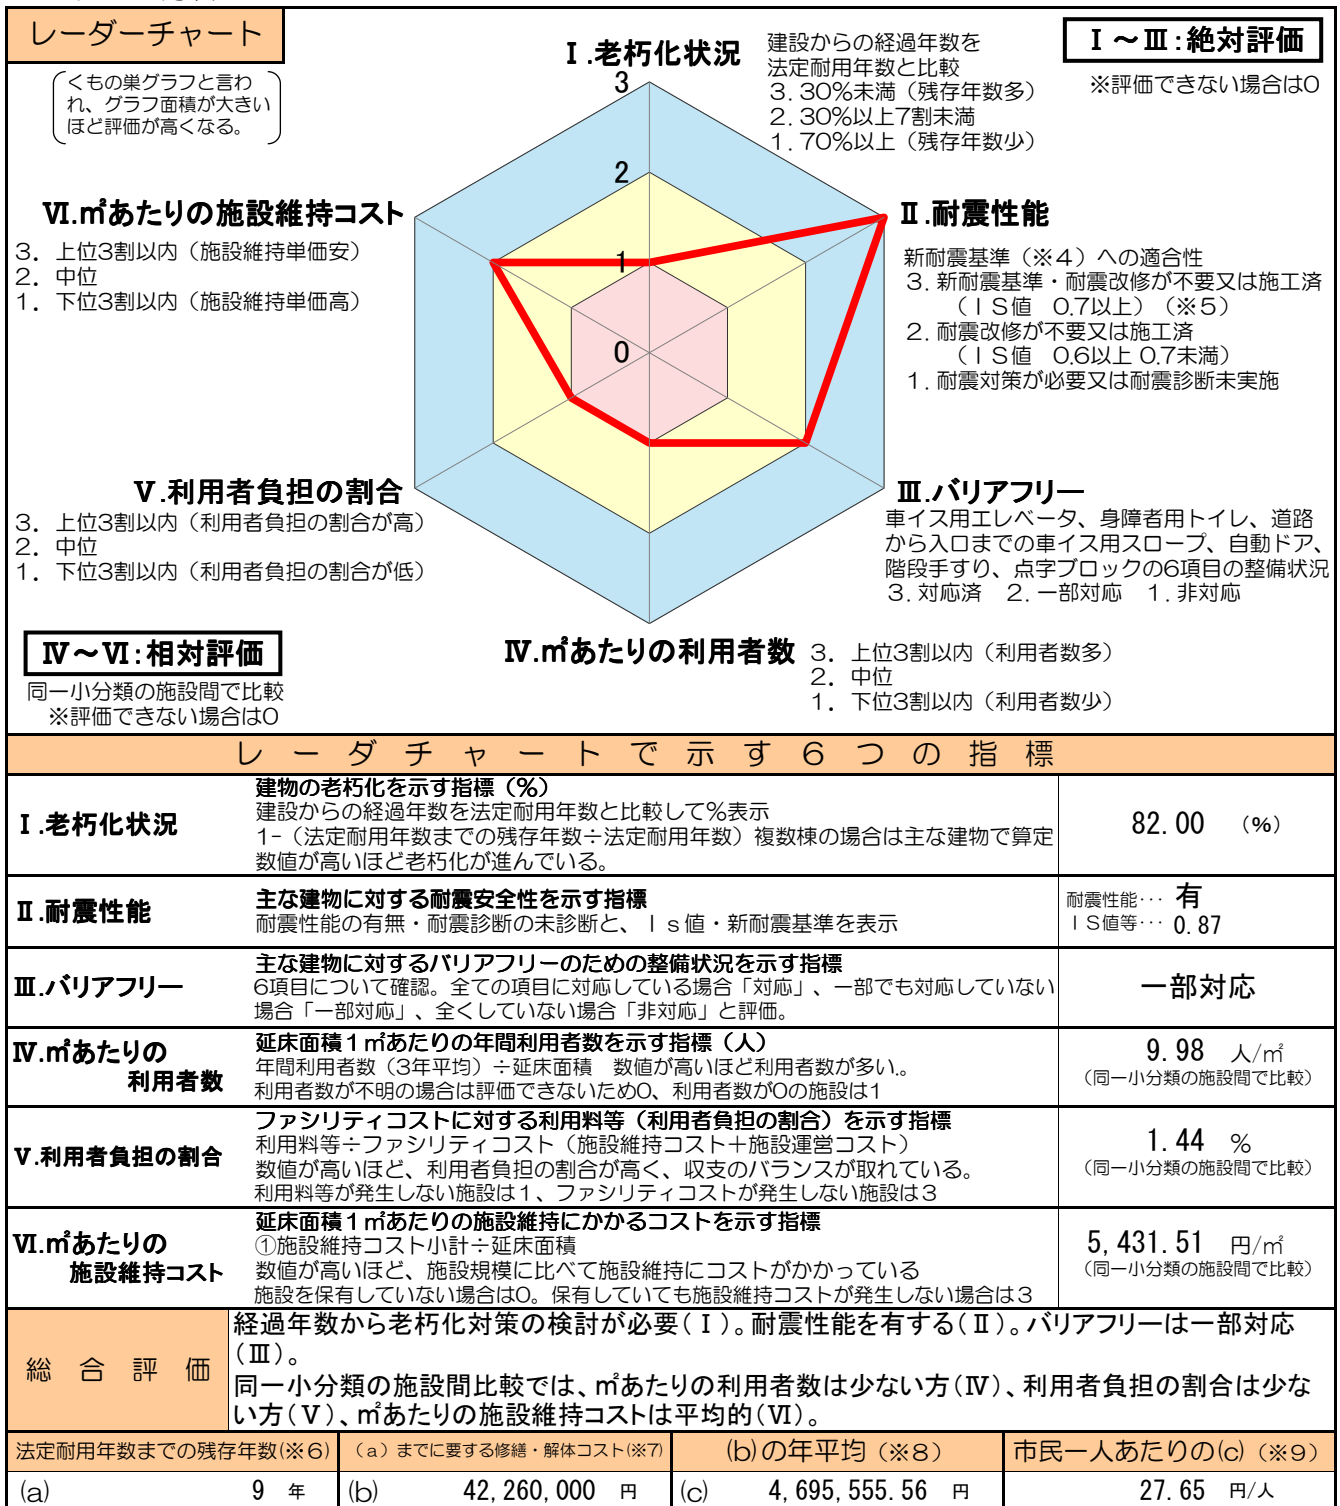 レーダーチャート
くもの巣グラフと言わ
れ、グラフ面積が大きい
ほど評価が高くなる。
Ⅰ～Ⅲ:絶対評価
※評価できない場合は0
Ⅰ.老朽化状況
建設からの経過年数を
法定耐用年数と比較
3. 30%未満（残存年数多）
2. 30%以上7割未満
1. 70%以上（残存年数少）
3
2
1
0
Ⅱ.耐震性能
新耐震基準（※4）への適合性
3. 新耐震基準・耐震改修が不要又は施工済
（ＩＳ値　0.7以上）（※5）
2. 耐震改修が不要又は施工済
（ＩＳ値　0.6以上 0.7未満）
1. 耐震対策が必要又は耐震診断未実施
Ⅵ.㎡あたりの施設維持コスト
3. 上位3割以内（施設維持単価安）
2. 中位
1. 下位3割以内（施設維持単価高）
Ⅴ.利用者負担の割合
3. 上位3割以内（利用者負担の割合が高）
2. 中位
1. 下位3割以内（利用者負担の割合が低）
Ⅲ.バリアフリー
車イス用エレベータ、身障者用トイレ、道路
から入口までの車イス用スロープ、自動ドア、
階段手すり、点字ブロックの6項目の整備状況
3. 対応済　2. 一部対応　1. 非対応
Ⅳ～Ⅵ:相対評価
同一小分類の施設間で比較
※評価できない場合は0
Ⅳ.㎡あたりの利用者数
3. 上位3割以内（利用者数多）
2. 中位
1. 下位3割以内（利用者数少）
レーダチャートで示す６つの指標
Ⅰ.老朽化状況
建物の老朽化を示す指標（％）
建設からの経過年数を法定耐用年数と比較して%表示
1-（法定耐用年数までの残存年数÷法定耐用年数）複数棟の場合は主な建物で算定
数値が高いほど老朽化が進んでいる。
82.00 （%）
Ⅱ.耐震性能
主な建物に対する耐震安全性を示す指標
耐震性能の有無・耐震診断の未診断と、Ｉｓ値・新耐震基準を表示
耐震性能… 有
ＩＳ値等… 0.87
Ⅲ.バリアフリー
主な建物に対するバリアフリーのための整備状況を示す指標
6項目について確認。全ての項目に対応している場合「対応」、一部でも対応していない
場合「一部対応」、全くしていない場合「非対応」と評価。
一部対応
Ⅳ.㎡あたりの
利用者数
延床面積１㎡あたりの年間利用者数を示す指標（人）
年間利用者数（3年平均）÷延床面積　数値が高いほど利用者数が多い。
利用者数が不明の場合は評価できないため0、利用者数が0の施設は1
9.98 人/㎡
（同一小分類の施設間で比較）
Ⅴ.利用者負担の割合
ファシリティコストに対する利用料等（利用者負担の割合）を示す指標
利用料等÷ファシリティコスト（施設維持コスト＋施設運営コスト）
数値が高いほど、利用者負担の割合が高く、収支のバランスが取れている。
利用料等が発生しない施設は１、ファシリティコストが発生しない施設は３
1.44 %
（同一小分類の施設間で比較）
Ⅵ.㎡あたりの
施設維持コスト
延床面積１㎡あたりの施設維持にかかるコストを示す指標
①施設維持コスト小計÷延床面積
数値が高いほど、施設規模に比べて施設維持にコストがかかっている
施設を保有していない場合は0。保有していても施設維持コストが発生しない場合は３
5,431.51 円/㎡
（同一小分類の施設間で比較）
総合評価
経過年数から老朽化対策の検討が必要(Ⅰ)。耐震性能を有する(Ⅱ)。バリアフリーは一部対応
(Ⅲ)。
同一小分類の施設間比較では、㎡あたりの利用者数は少ない方(Ⅳ)、利用者負担の割合は少な
い方(Ⅴ)、㎡あたりの施設維持コストは平均的(Ⅵ)。
法定耐用年数までの残存年数(※6)
（a）までに要する修繕・解体コスト(※7)
(b)の年平均（※8）
市民一人あたりの(c)（※9）
(a) 9 年
(b) 42,260,000 円
(c) 4,695,555.56 円
27.65 円/人